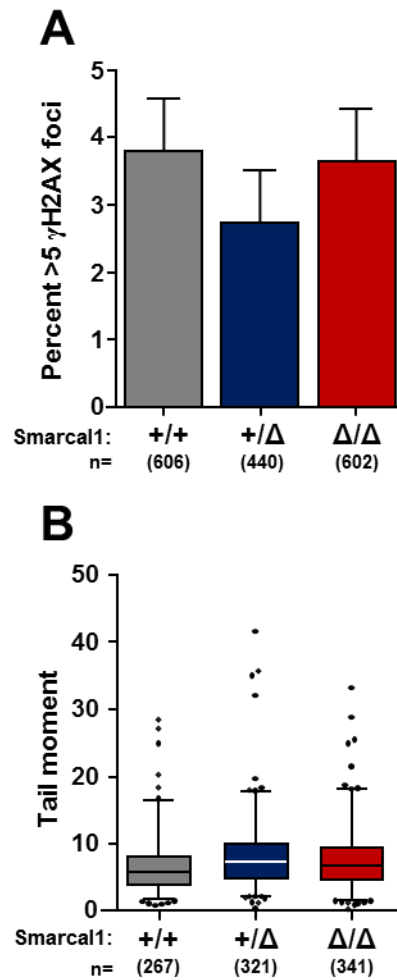 A
Percent >5 γH2AX foci
5
4
3
2
1
0
Smarcal1: +/+ +/Δ Δ/Δ
n= (606) (440) (602)
B
Tail moment
50
40
30
20
10
0
Smarcal1: +/+ +/Δ Δ/Δ
n= (267) (321) (341)